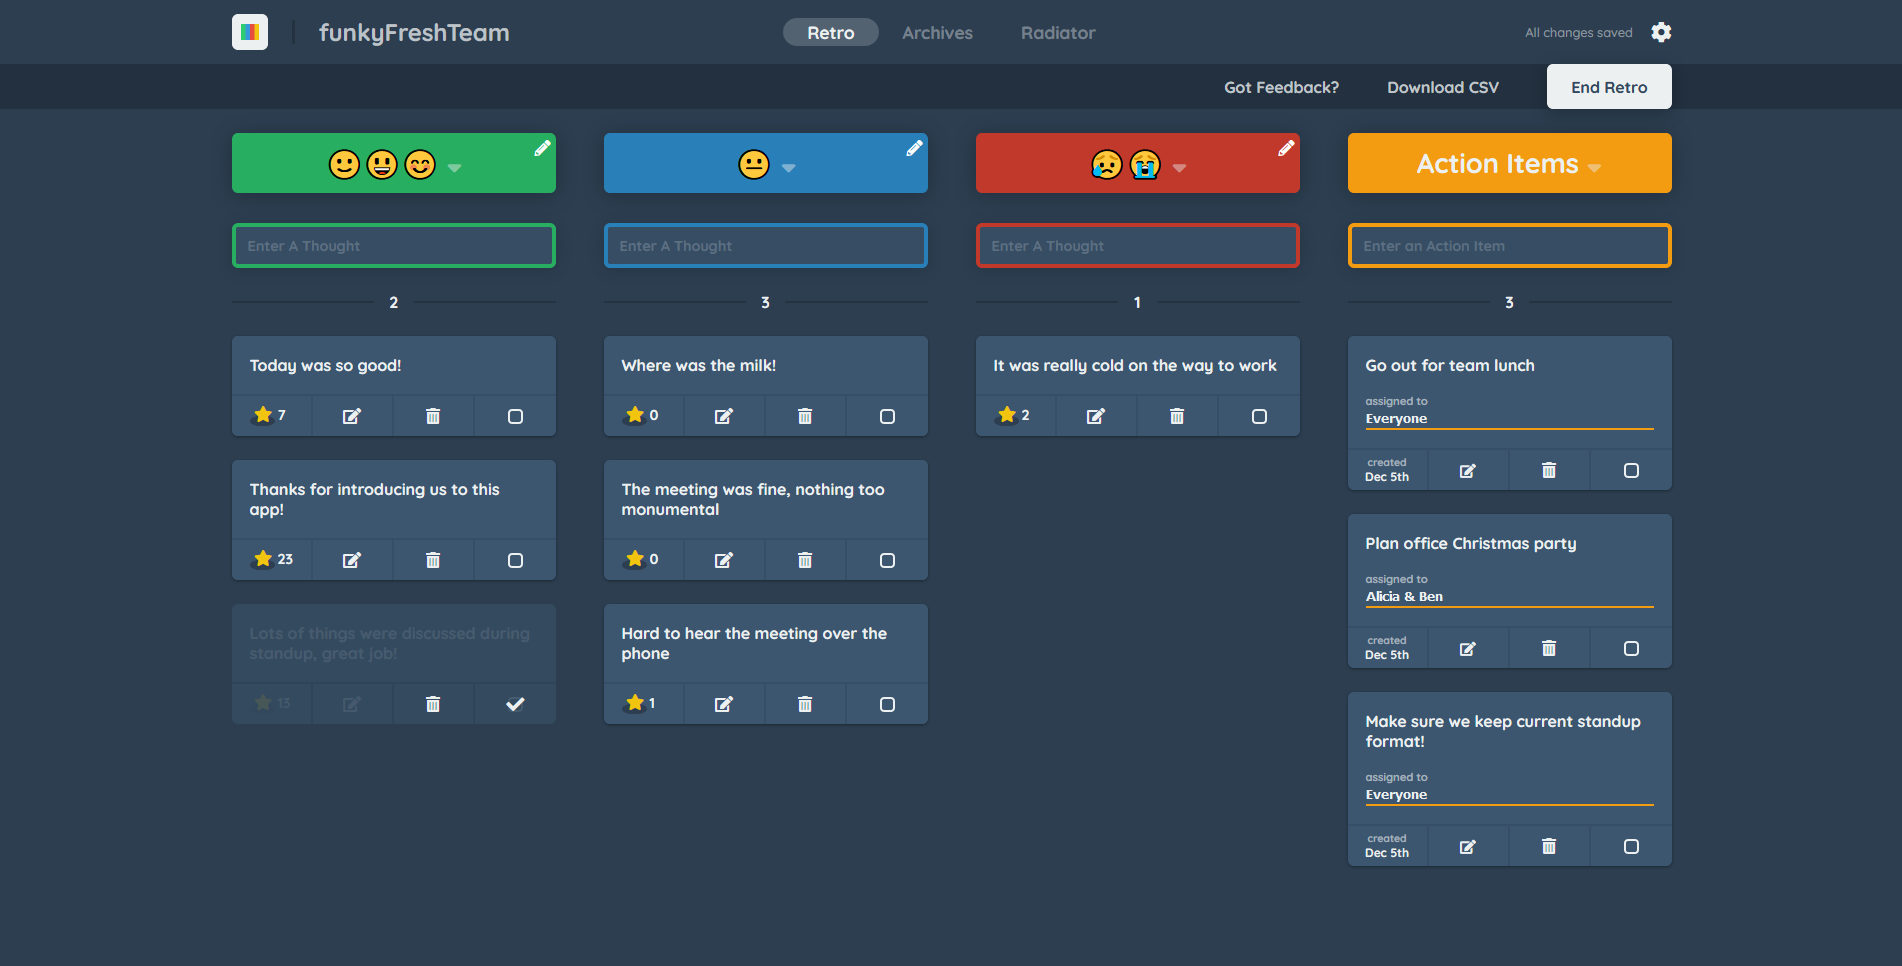 funkyFreshTeam
Retro
Archives
Radiator
All changes saved
Got Feedback?
Download CSV
End Retro
Enter A Thought
2
Today was so good!
7
Thanks for introducing us to this
app!
23
Lots of things were discussed during
standup, great job!
13
Enter A Thought
3
Where was the milk!
0
The meeting was fine, nothing too
monumental
0
Hard to hear the meeting over the
phone
1
Enter A Thought
1
It was really cold on the way to work
2
Action Items
Enter an Action Item
3
Go out for team lunch
assigned to
Everyone
created
Dec 5th
Plan office Christmas party
assigned to
Alicia & Ben
created
Dec 5th
Make sure we keep current standup
format!
assigned to
Everyone
created
Dec 5th